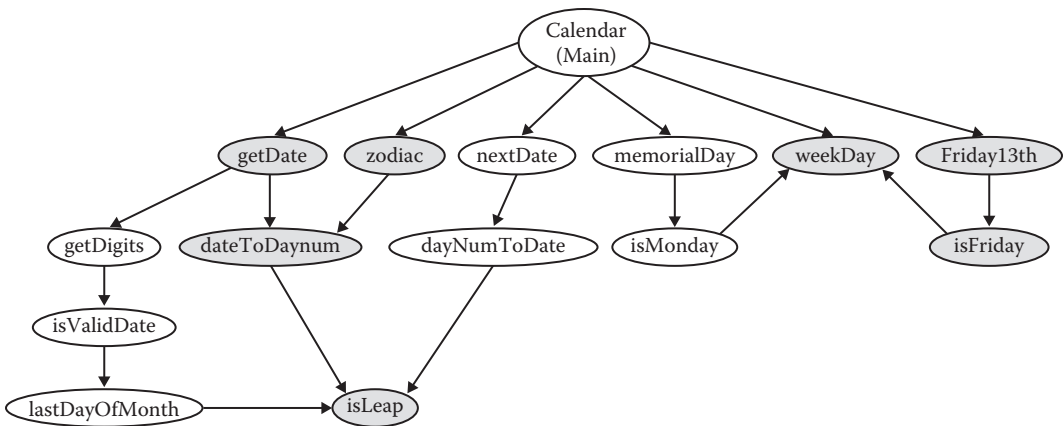 Calendar
(Main)
getDate
zodiac
nextDate
memorialDay
weekDay
Friday13th
getDigits
dateToDaynum
dayNumToDate
isMonday
isFriday
isValidDate
lastDayOfMonth
isLeap